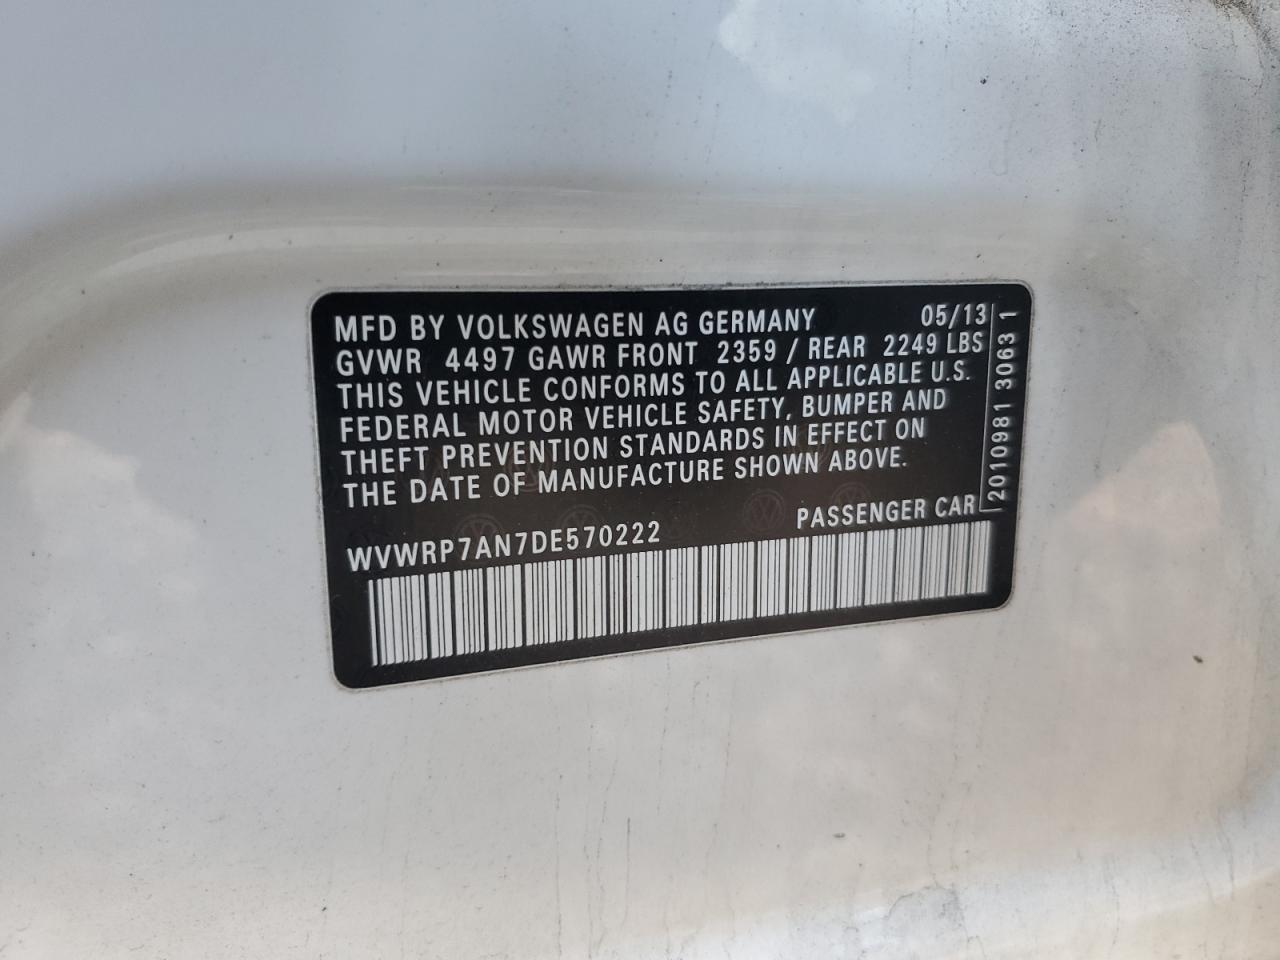 MFD BY VOLKSWAGEN AG GERMANY 05/13
GVWR 4497 GAWR FRONT 2359 / REAR 2249 LBS
THIS VEHICLE CONFORMS TO ALL APPLICABLE U.S.
FEDERAL MOTOR VEHICLE SAFETY, BUMPER AND
THEFT PREVENTION STANDARDS IN EFFECT ON
THE DATE OF MANUFACTURE SHOWN ABOVE.
WVWRP7AN7DE570222 PASSENGER CAR
2010981 3063 1